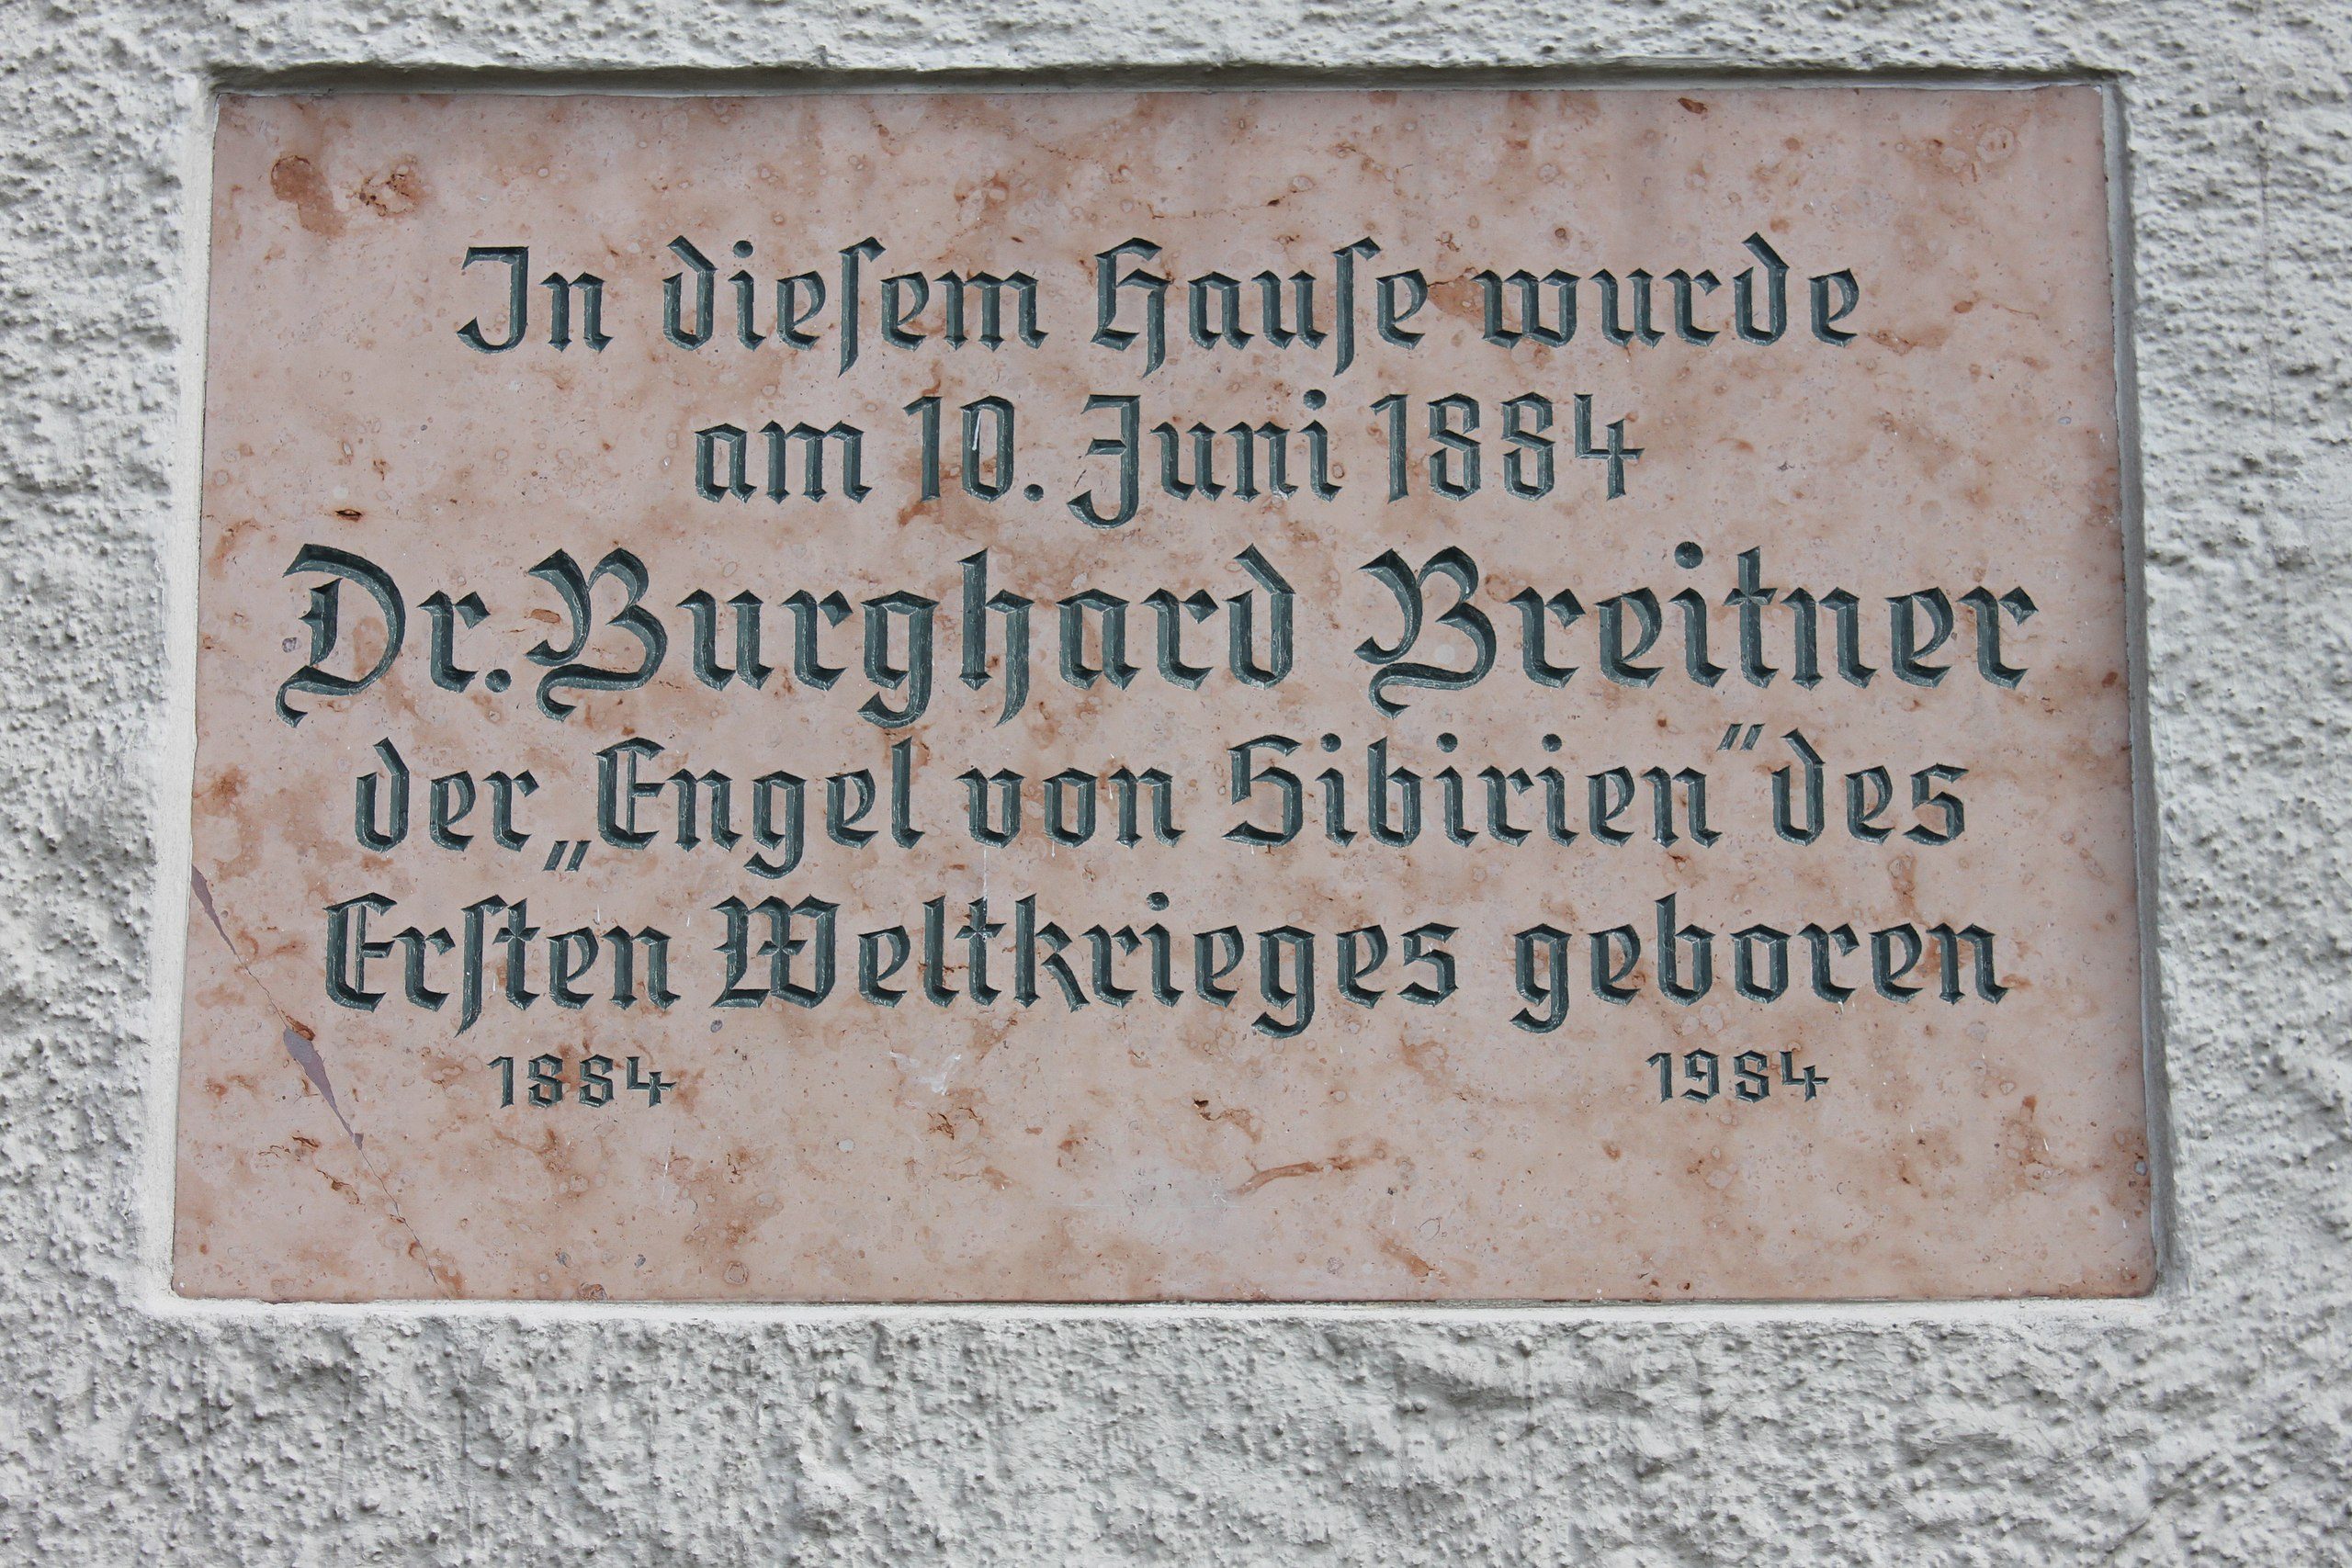 In dieſem Hauſe wurde
am 10. Juni 1884
Dr. Burghard Breitner
der „Engel von Sibirien" des
Erſten Weltkrieges geboren
1884 1984